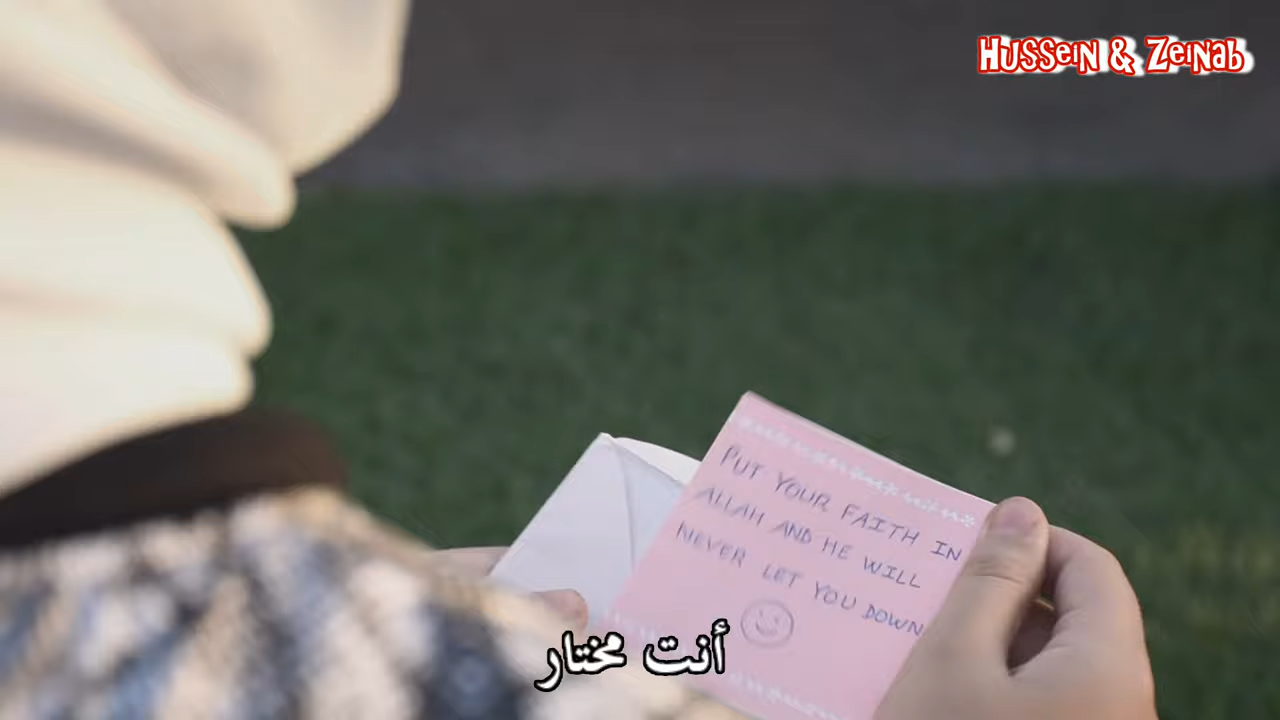 Hussein & Zeinab
PUT YOUR FAITH IN
ALLAH AND HE WILL
NEVER LET YOU DOWN
أنت مختار